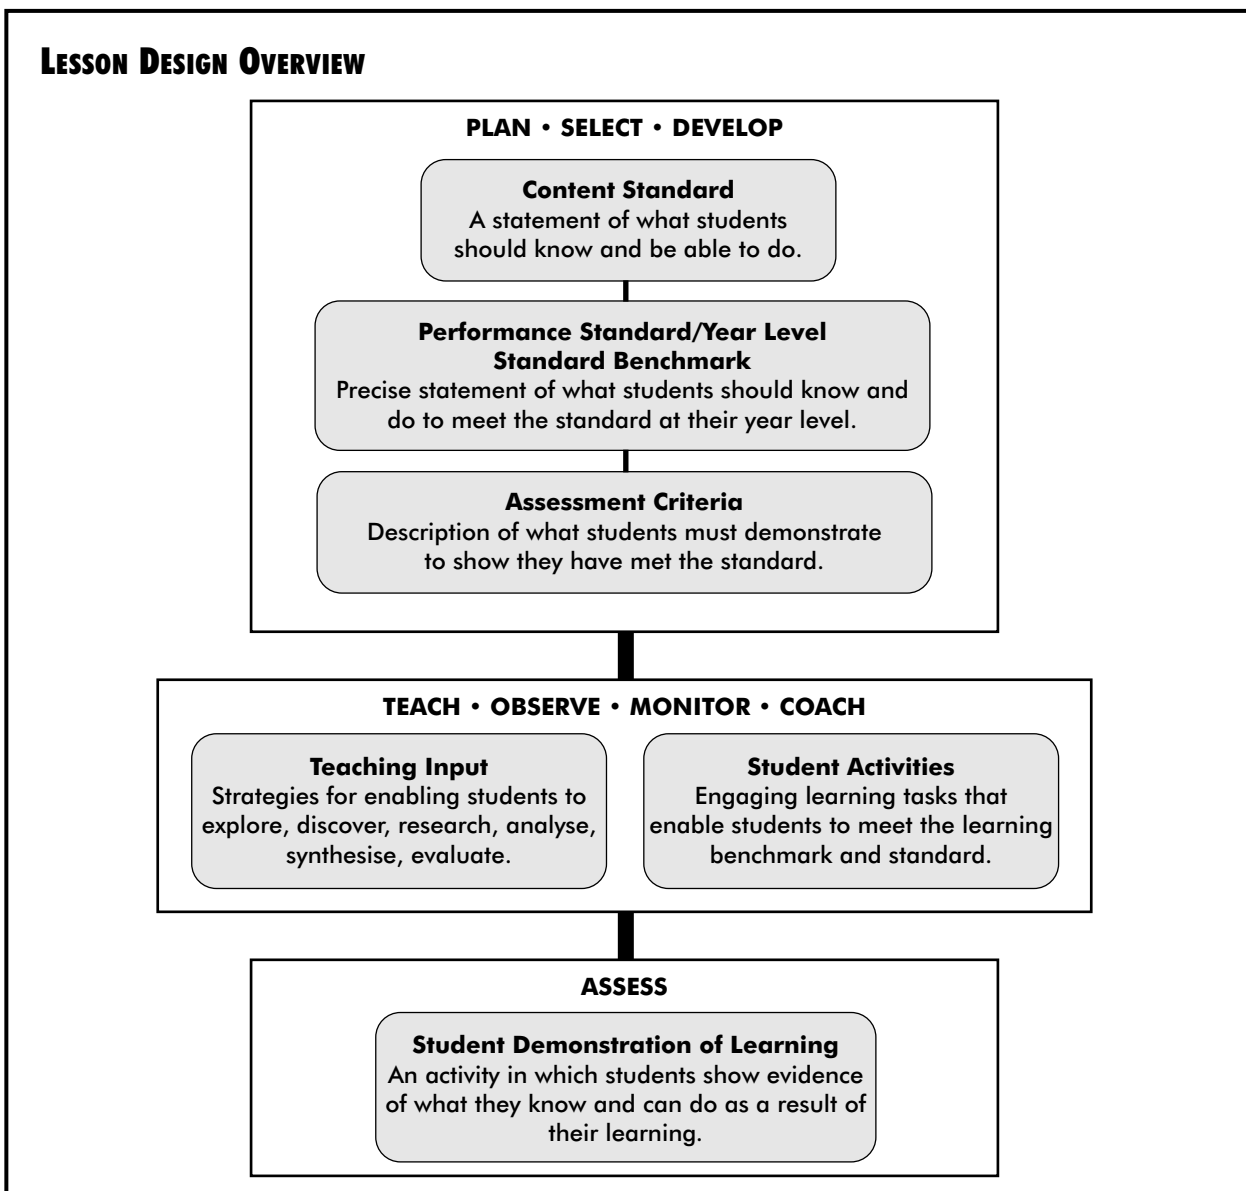 LESSON DESIGN OVERVIEW
PLAN • SELECT • DEVELOP
Content Standard
A statement of what students
should know and be able to do.
Performance Standard/Year Level
Standard Benchmark
Precise statement of what students should know and
do to meet the standard at their year level.
Assessment Criteria
Description of what students must demonstrate
to show they have met the standard.
TEACH • OBSERVE • MONITOR • COACH
Teaching Input
Strategies for enabling students to
explore, discover, research, analyse,
synthesise, evaluate.
Student Activities
Engaging learning tasks that
enable students to meet the learning
benchmark and standard.
ASSESS
Student Demonstration of Learning
An activity in which students show evidence
of what they know and can do as a result of
their learning.